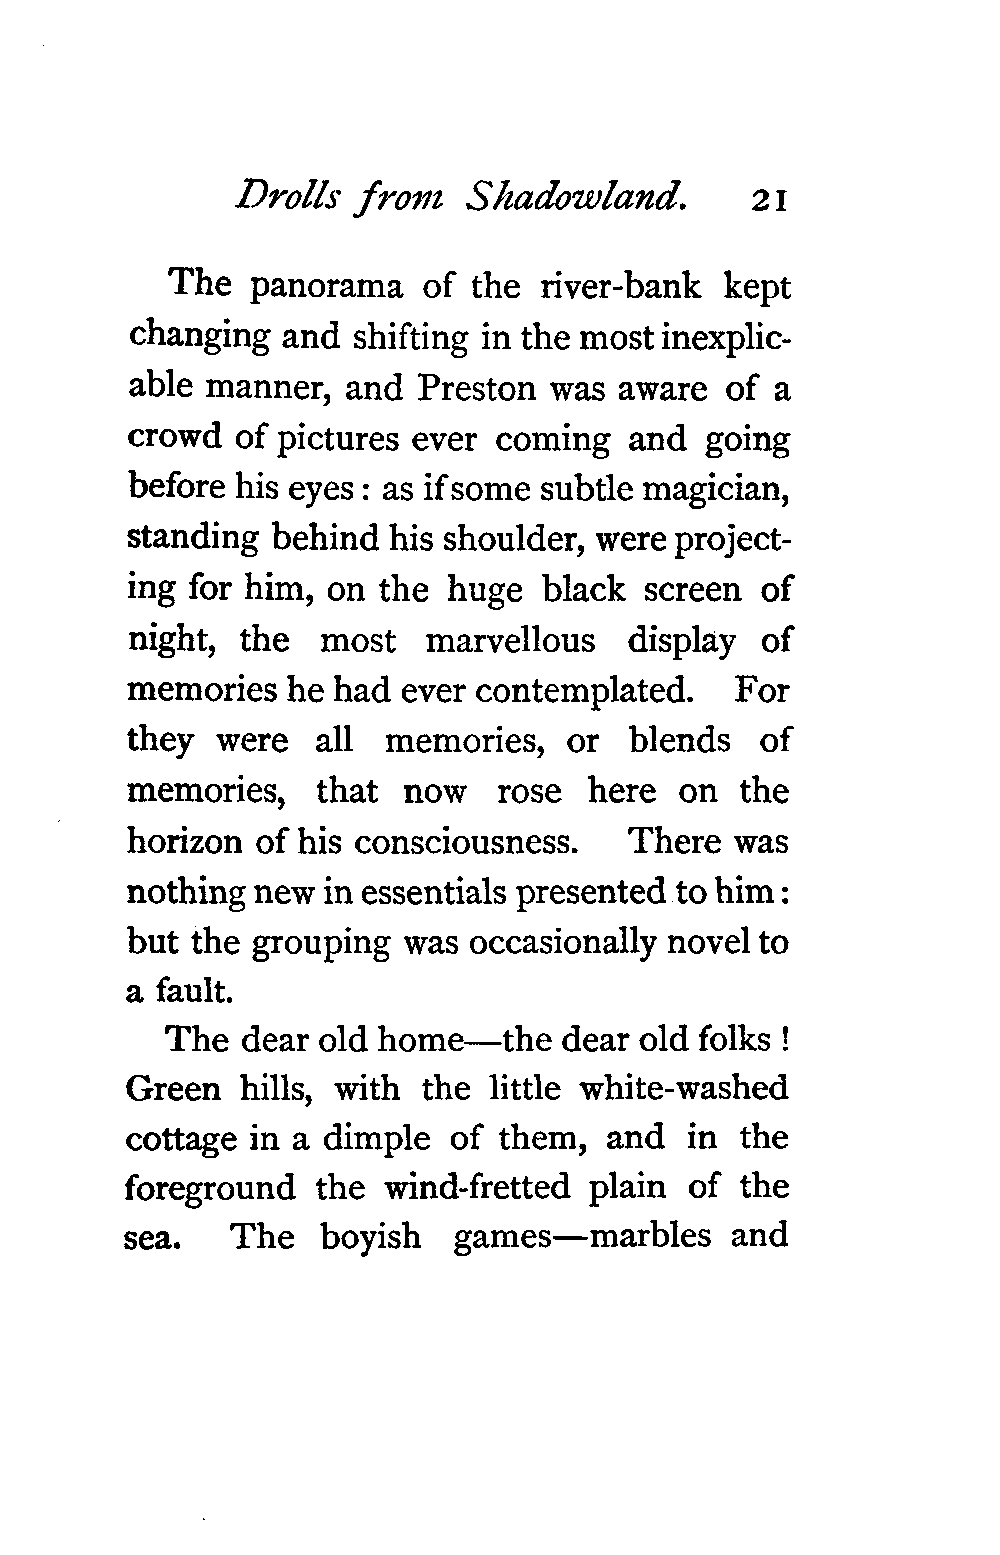 Drolls from Shadowland. 21
The panorama of the river-bank kept
changing and shifting in the most inexplic-
able manner, and Preston was aware of a
crowd of pictures ever coming and going
before his eyes : as if some subtle magician,
standing behind his shoulder, were project-
ing for him, on the huge black screen of
night, the most marvellous display of
memories he had ever contemplated. For
they were all memories, or blends of
memories, that now rose here on the
horizon of his consciousness. There was
nothing new in essentials presented to him :
but the grouping was occasionally novel to
a fault.
The dear old home—the dear old folks !
Green hills, with the little white-washed
cottage in a dimple of them, and in the
foreground the wind-fretted plain of the
sea. The boyish games—marbles and